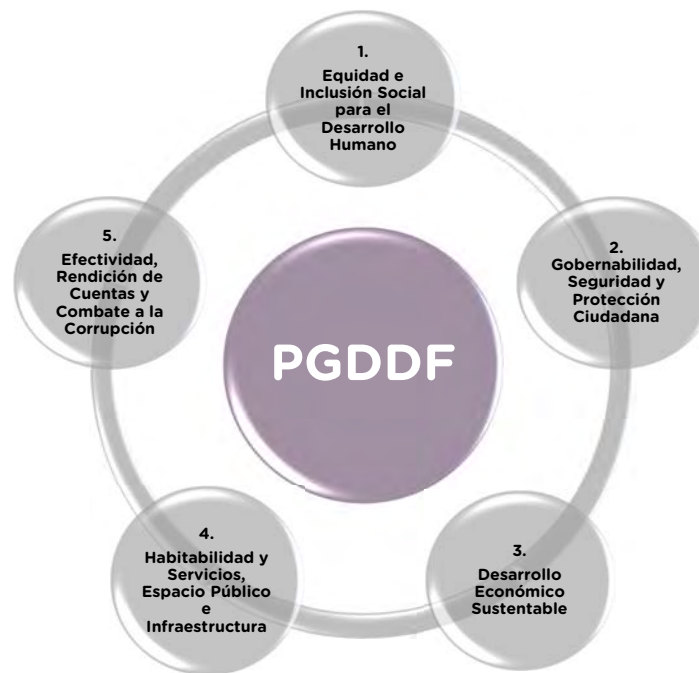 1.
Equidad e
Inclusión Social
para el
Desarrollo
Humano
2.
Gobernabilidad,
Seguridad y
Protección
Ciudadana
3.
Desarrollo
Económico
Sustentable
4.
Habitabilidad y
Servicios,
Espacio Público
e
Infraestructura
5.
Efectividad,
Rendición de
Cuentas y
Combate a la
Corrupción
PGDDF